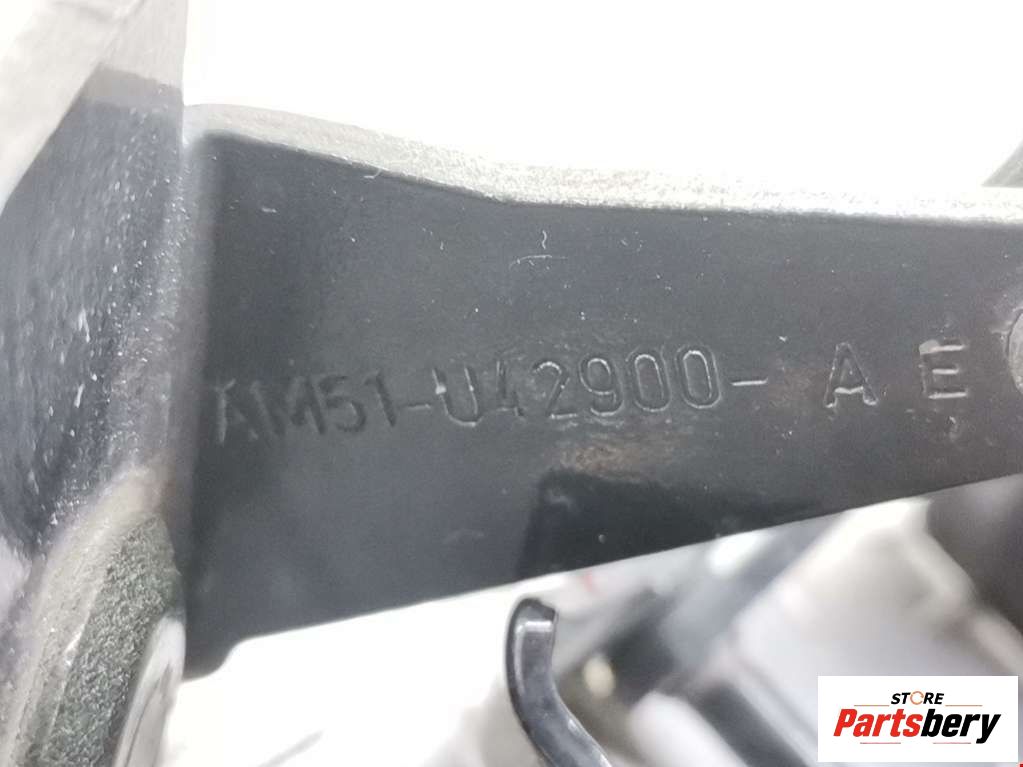 AM51-U42900- A E
STORE
Partsbery